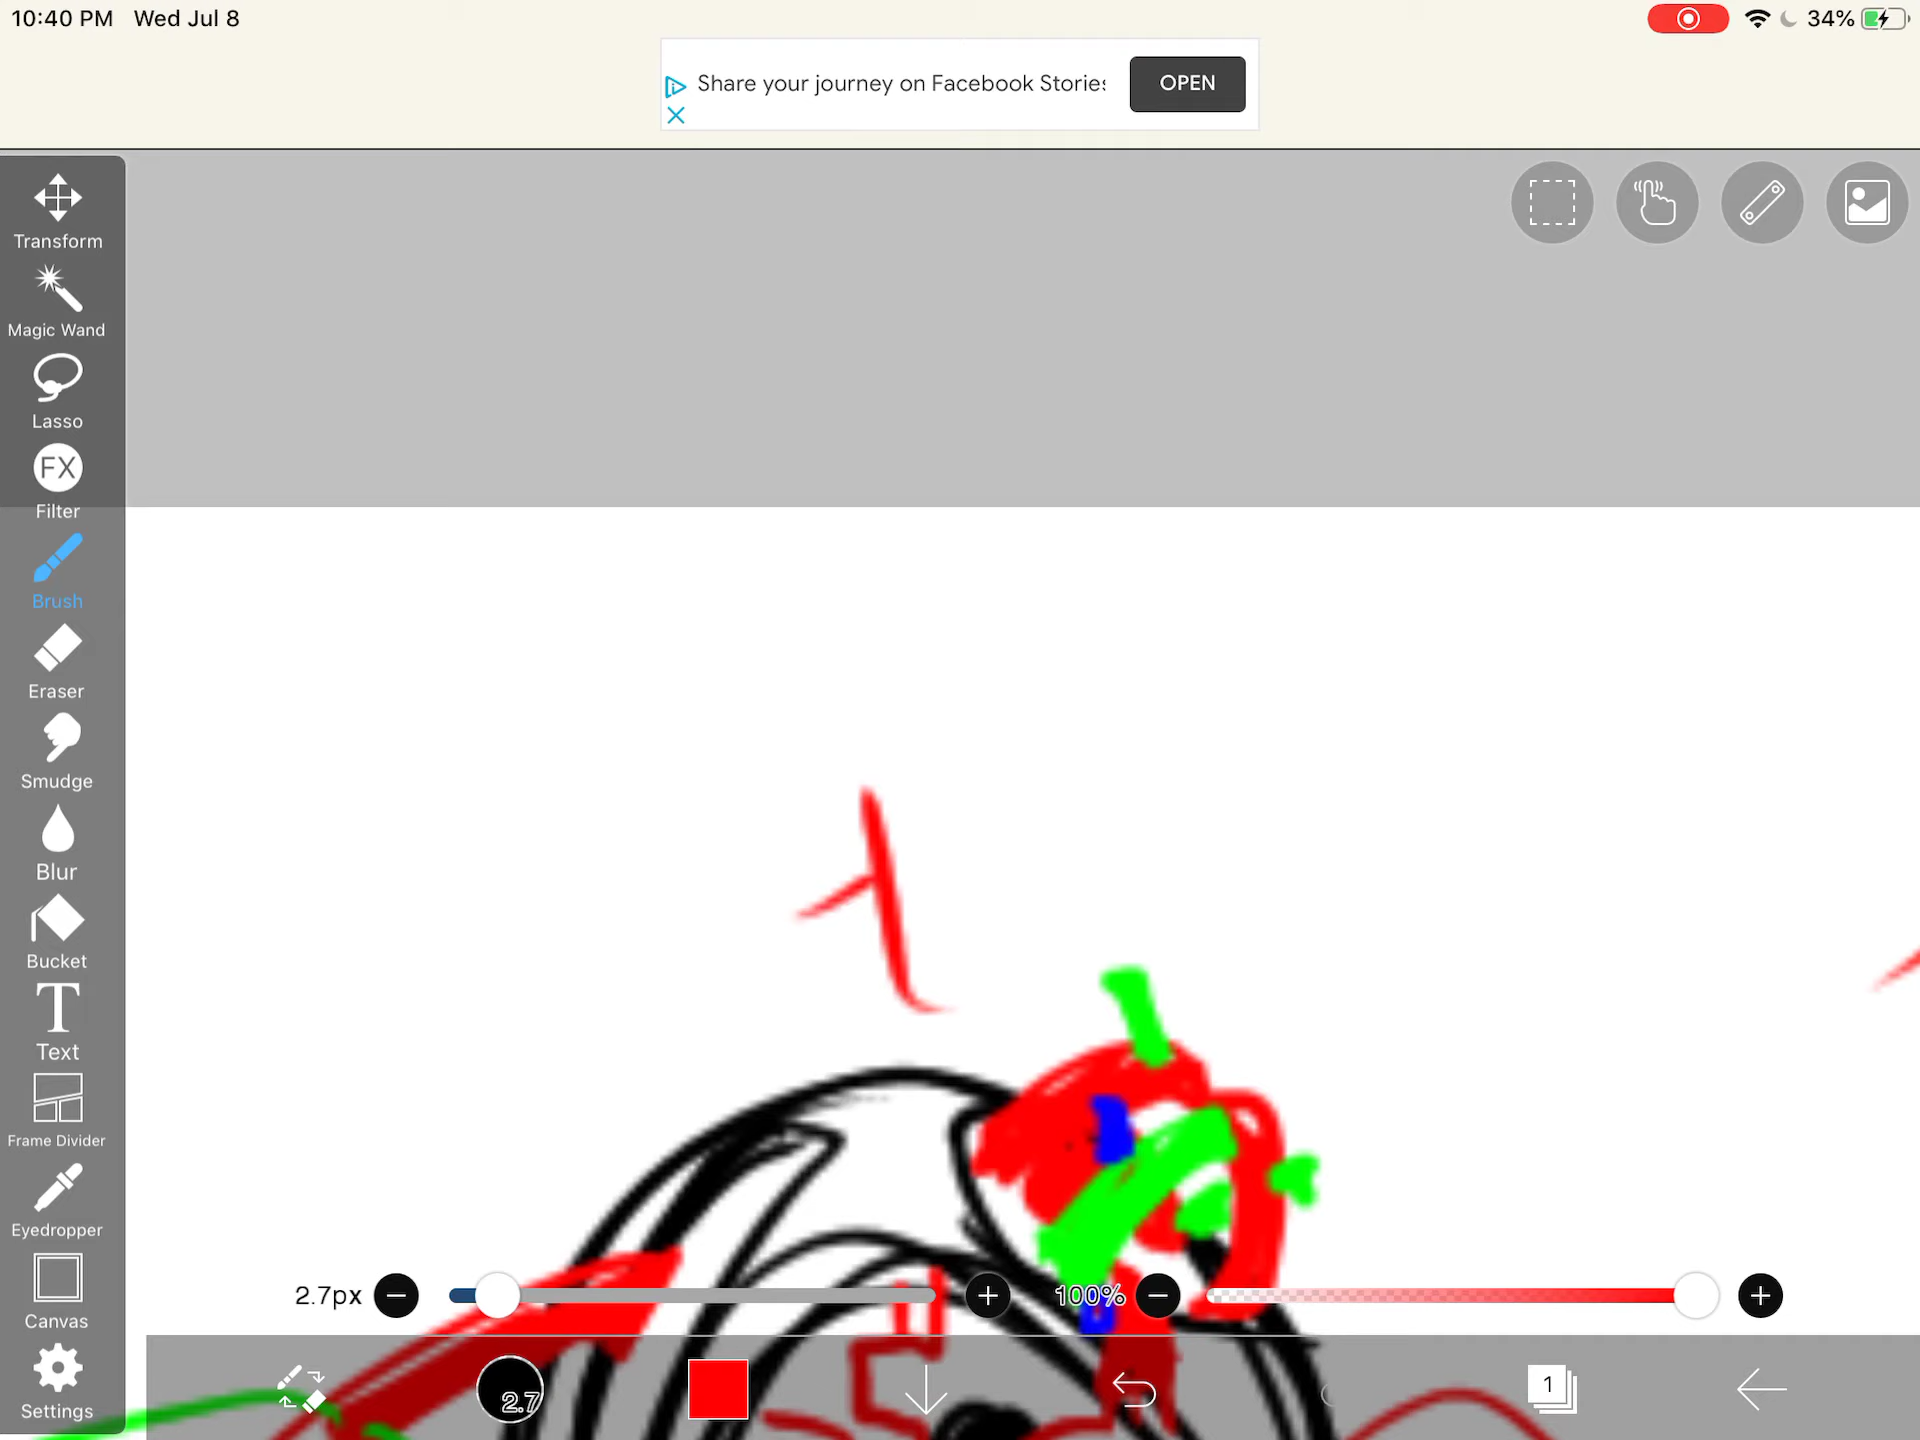 10:40 PM Wed Jul 8
34%
Share your journey on Facebook Stories
OPEN
Transform
Magic Wand
Lasso
FX
Filter
Brush
Eraser
Smudge
Blur
Bucket
T
Text
Frame Divider
Eyedropper
Canvas
Settings
2.7px
100%
2.7
1